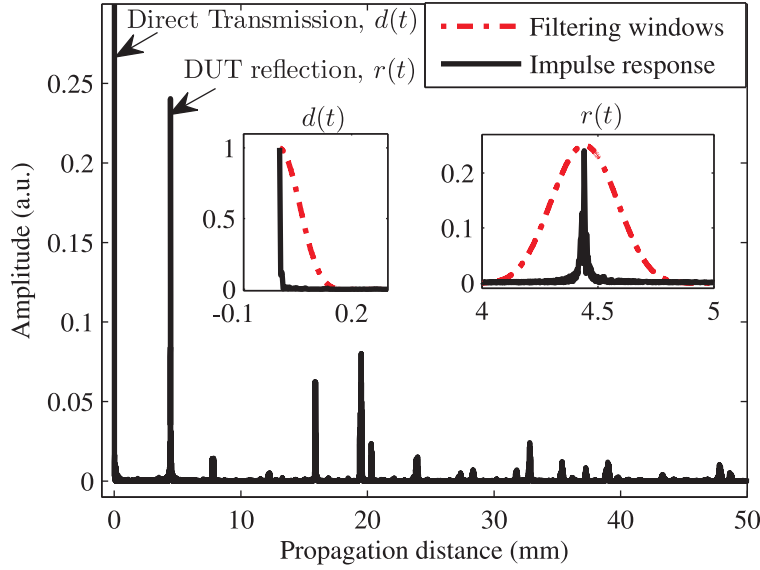 Direct Transmission, d(t)
Filtering windows
Impulse response
DUT reflection, r(t)
d(t)
r(t)
0.25
0.2
0.15
0.1
0.05
0
1
0.5
0
-0.1
0.2
0.2
0.1
0
4
4.5
5
Amplitude (a.u.)
0
10
20
30
40
50
Propagation distance (mm)